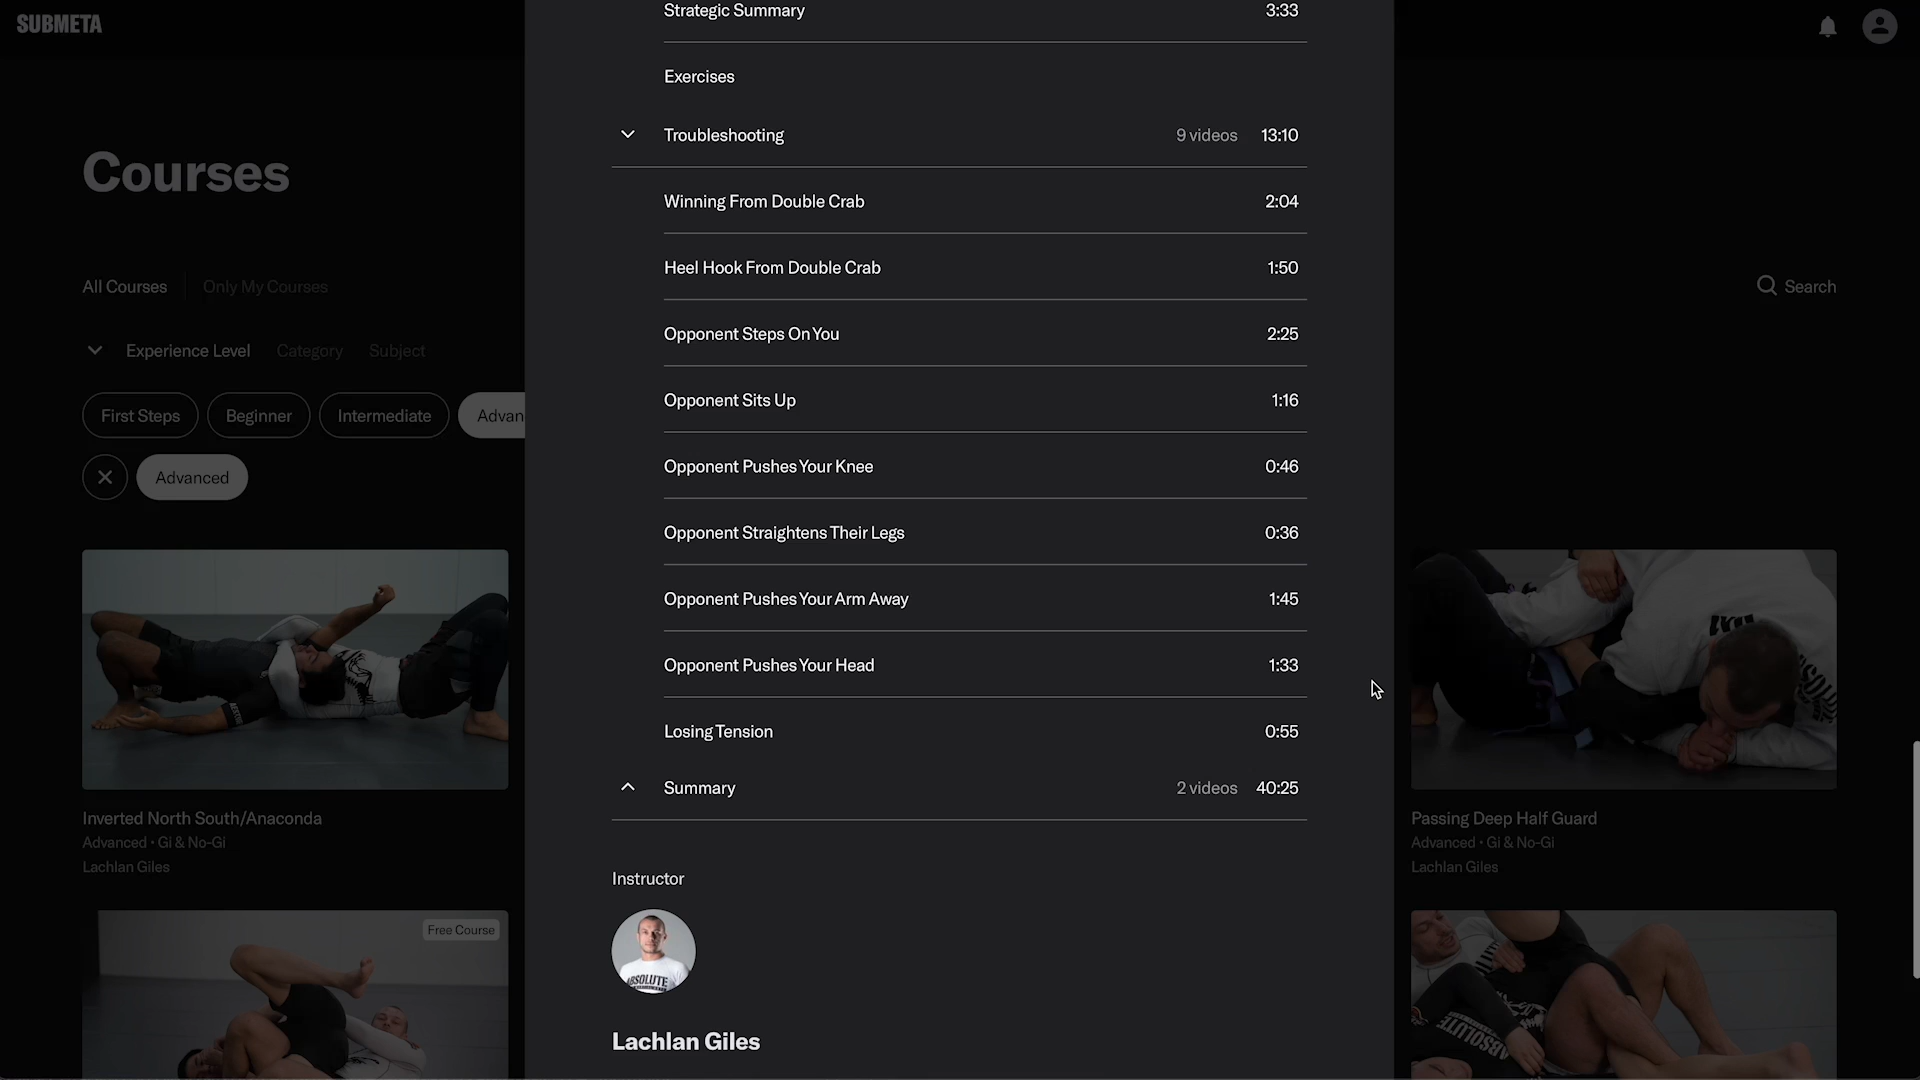 SUBMETA
Courses
All Courses
Only My Courses
Search
Experience Level
Category
Subject
First Steps
Beginner
Intermediate
Advan
Advanced
Inverted North South/Anaconda
Advanced • Gi & No-Gi
Lachlan Giles
Free Course
Strategic Summary 3:33
Exercises
Troubleshooting 9 videos 13:10
Winning From Double Crab 2:04
Heel Hook From Double Crab 1:50
Opponent Steps On You 2:25
Opponent Sits Up 1:16
Opponent Pushes Your Knee 0:46
Opponent Straightens Their Legs 0:36
Opponent Pushes Your Arm Away 1:45
Opponent Pushes Your Head 1:33
Losing Tension 0:55
Summary 2 videos 40:25
Instructor
ABSOLUTE
Lachlan Giles
Passing Deep Half Guard
Advanced • Gi & No-Gi
Lachlan Giles